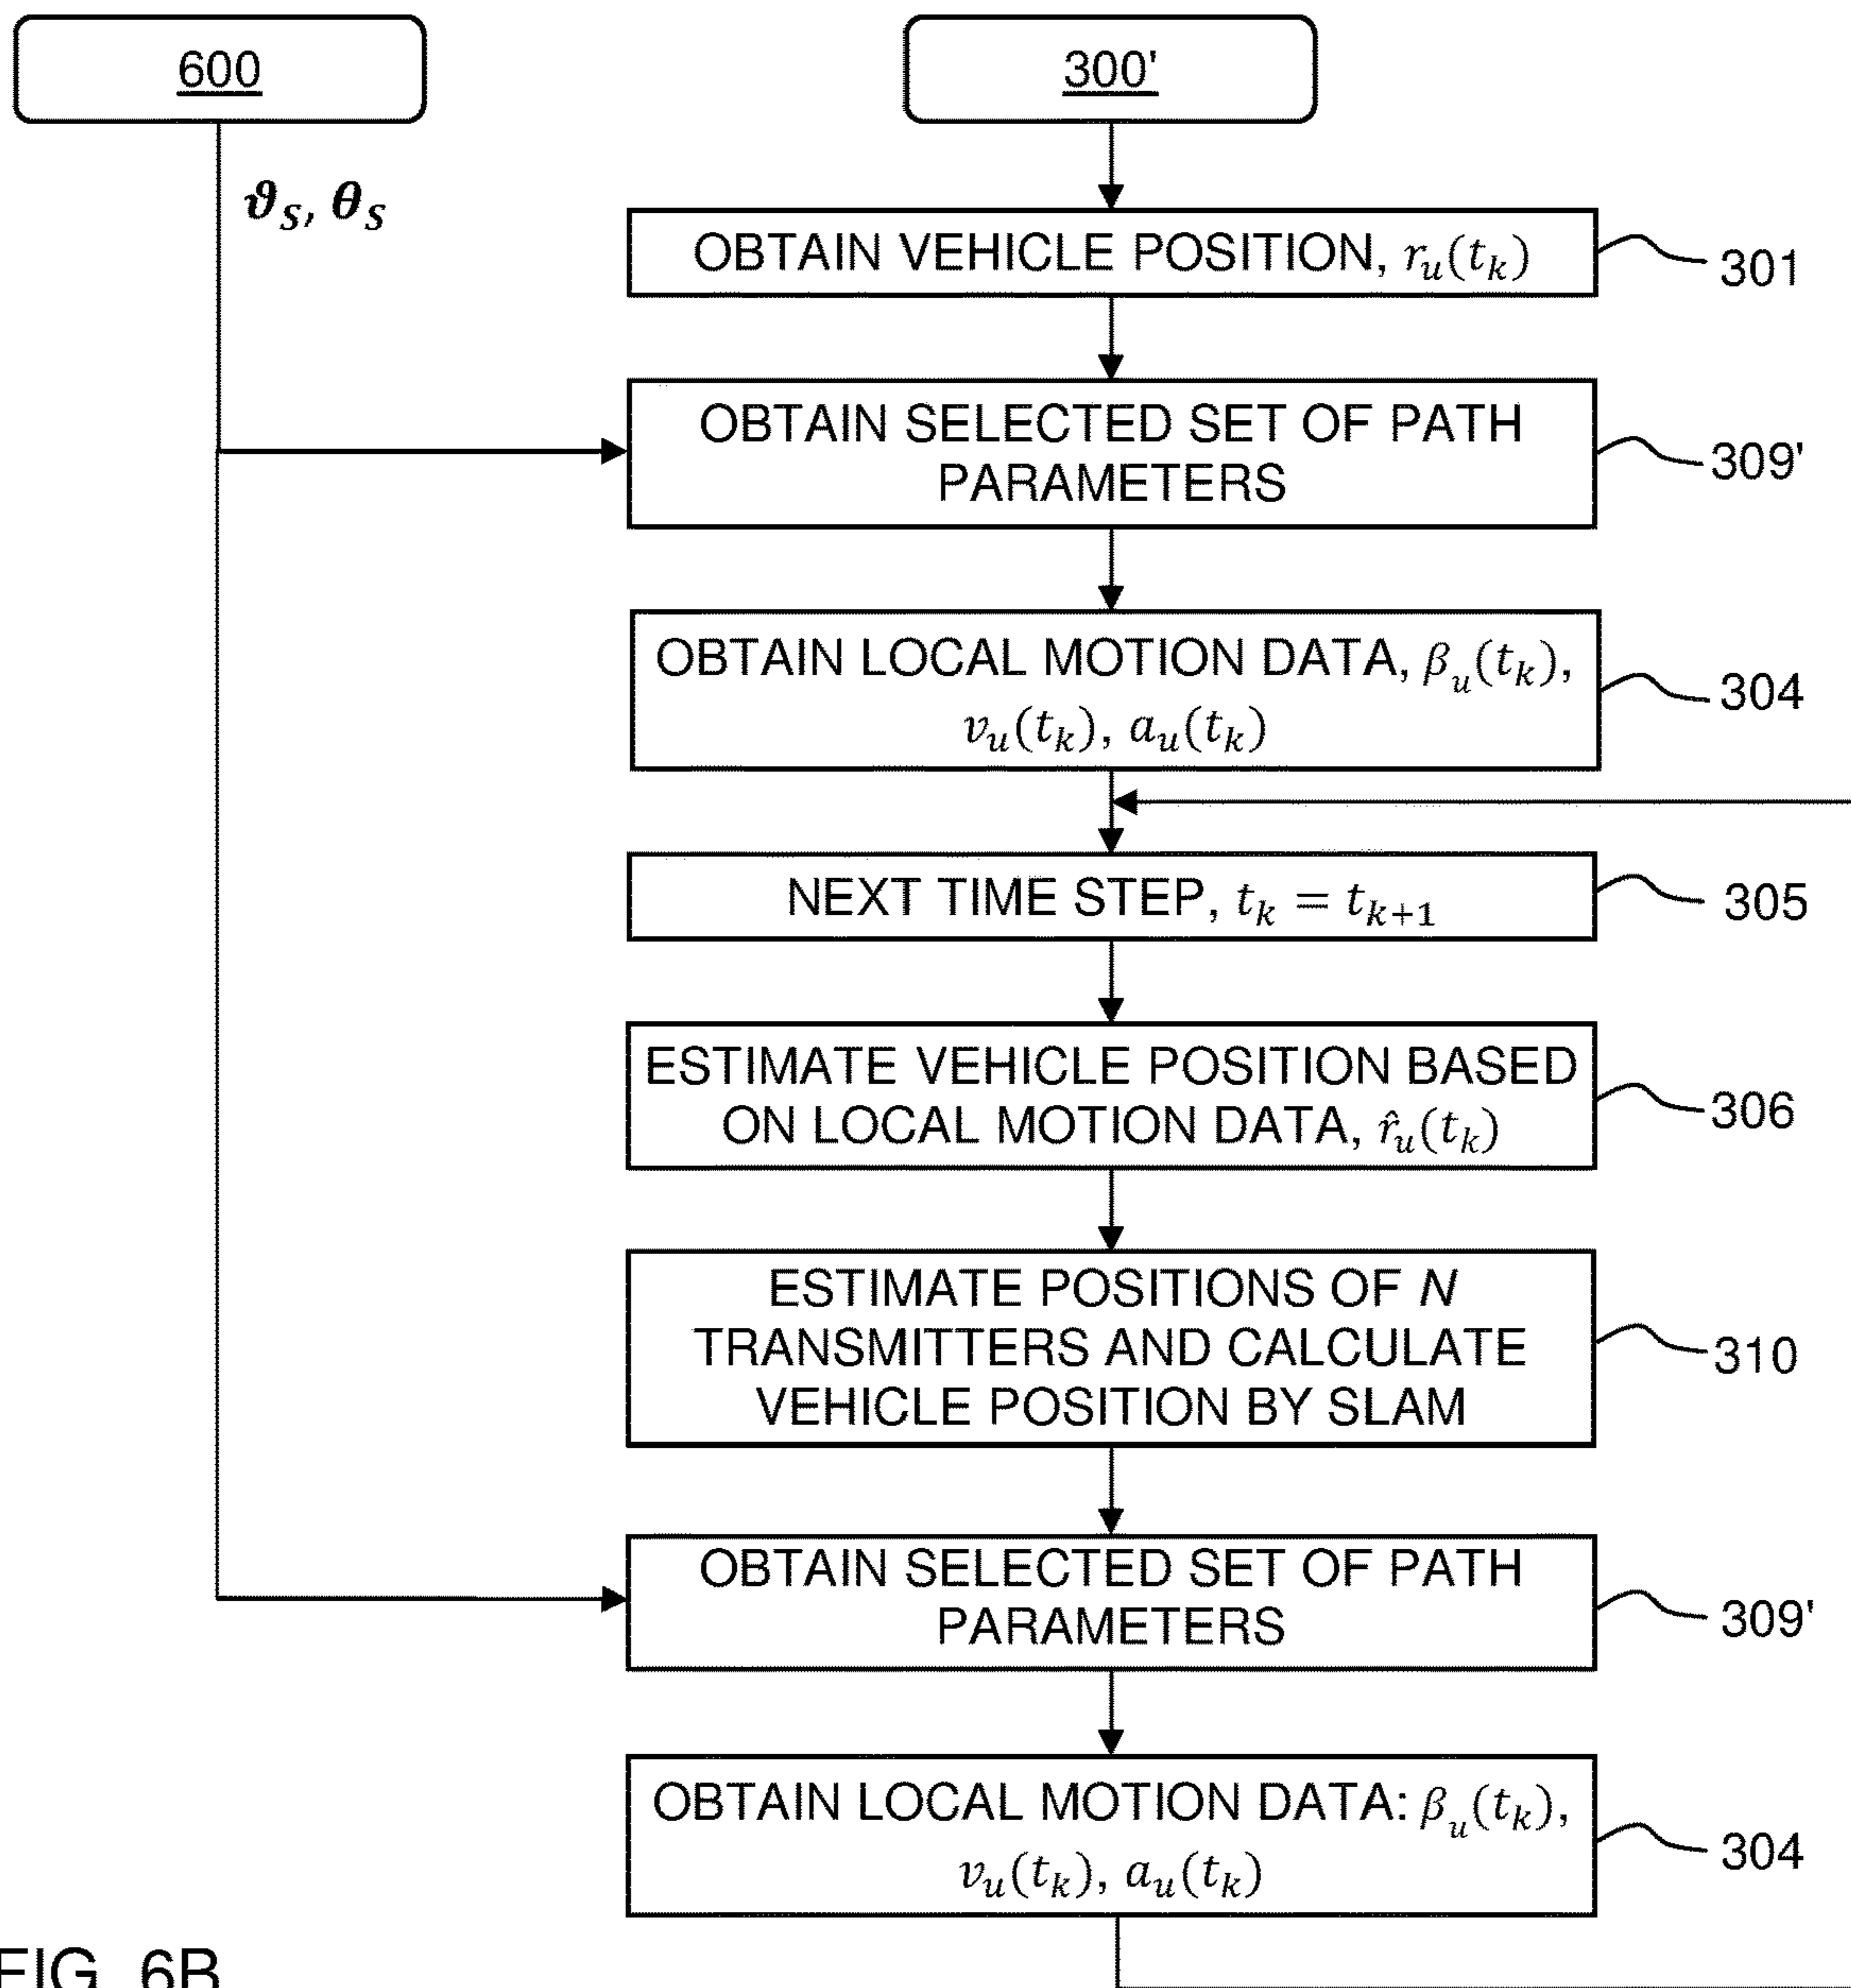 600
300'
𝝑_S, 𝜽_S
OBTAIN VEHICLE POSITION, r_u(t_k)
301
OBTAIN SELECTED SET OF PATH
PARAMETERS
309'
OBTAIN LOCAL MOTION DATA, β_u(t_k),
v_u(t_k), a_u(t_k)
304
NEXT TIME STEP, t_k = t_{k+1}
305
ESTIMATE VEHICLE POSITION BASED
ON LOCAL MOTION DATA, r̂_u(t_k)
306
ESTIMATE POSITIONS OF N
TRANSMITTERS AND CALCULATE
VEHICLE POSITION BY SLAM
310
OBTAIN SELECTED SET OF PATH
PARAMETERS
309'
OBTAIN LOCAL MOTION DATA: β_u(t_k),
v_u(t_k), a_u(t_k)
304
FIG. 6B